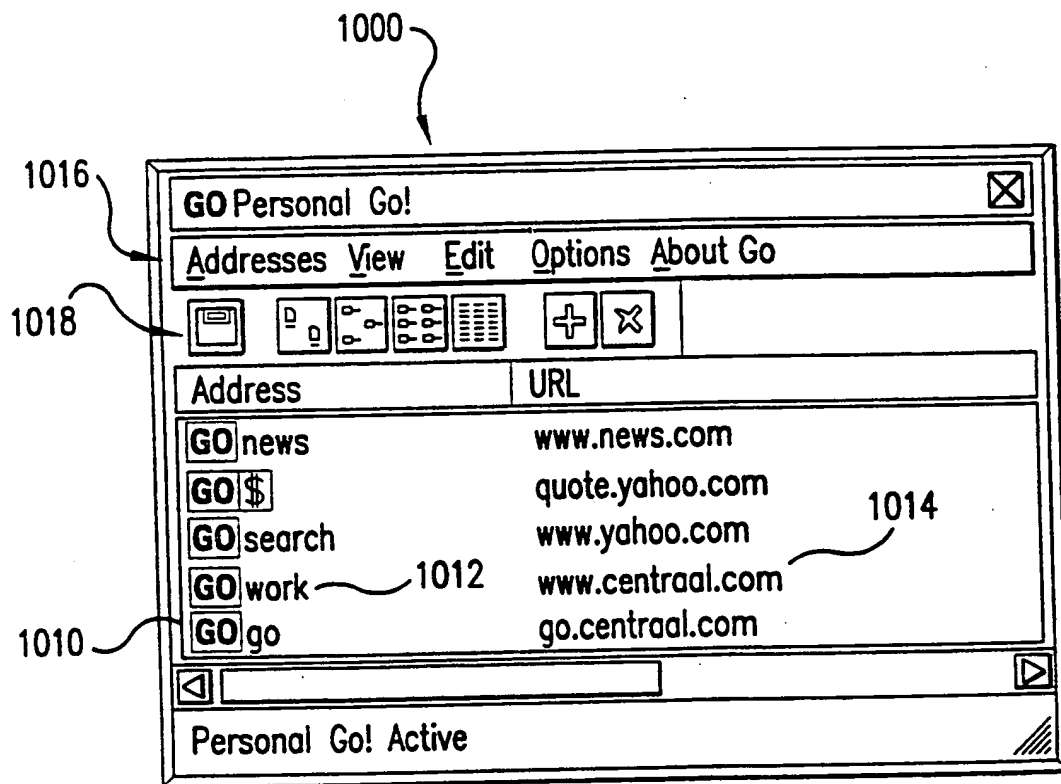 1000
1016
GO Personal Go!
Addresses View Edit Options About Go
1018
Address URL
GO news www.news.com
GO $ quote.yahoo.com
1014
GO search www.yahoo.com
GO work 1012 www.centraal.com
1010
GO go go.centraal.com
Personal Go! Active